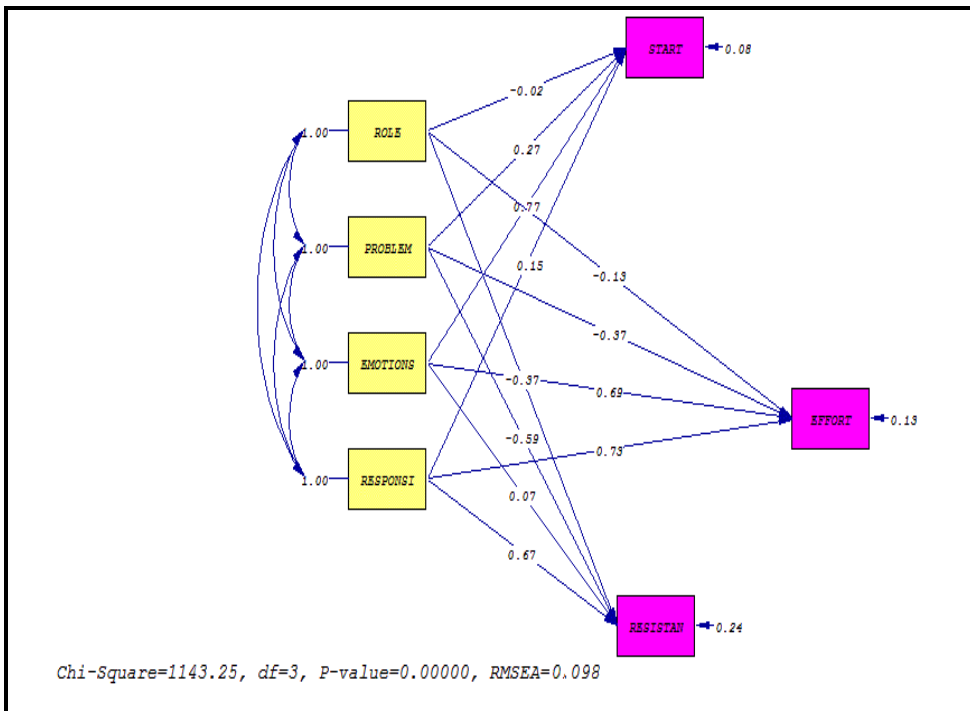 START
0.08
-0.02
1.00
ROLE
0.27
0.77
1.00
PROBLEM
0.15
-0.13
-0.37
1.00
EMOTIONS
-0.37
0.69
EFFORT
0.13
-0.59
0.73
1.00
RESPONSI
0.07
0.67
RESISTAN
0.24
Chi-Square=1143.25, df=3, P-value=0.00000, RMSEA=0.098